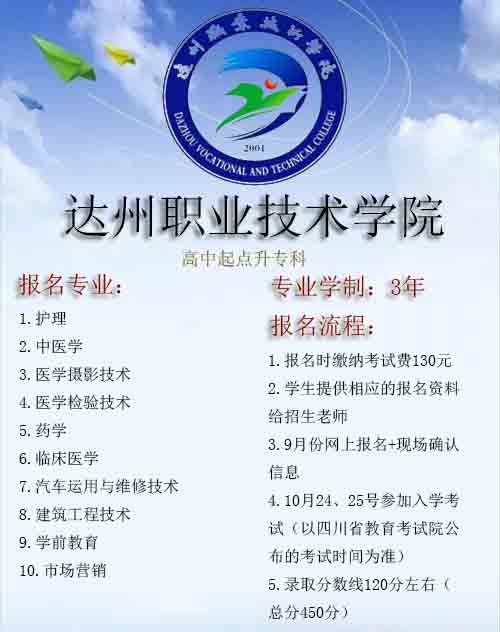 达州职业技术学院
DAZHOU VOCATIONAL AND TECHNICAL COLLEGE
2001
达州职业技术学院
高中起点升专科
报名专业：
1.护理
2.中医学
3.医学摄影技术
4.医学检验技术
5.药学
6.临床医学
7.汽车运用与维修技术
8.建筑工程技术
9.学前教育
10.市场营销
专业学制：3年
报名流程：
1.报名时缴纳考试费130元
2.学生提供相应的报名资料
给招生老师
3.9月份网上报名+现场确认
信息
4.10月24、25号参加入学考
试（以四川省教育考试院公
布的考试时间为准）
5.录取分数线120分左右（
总分450分）